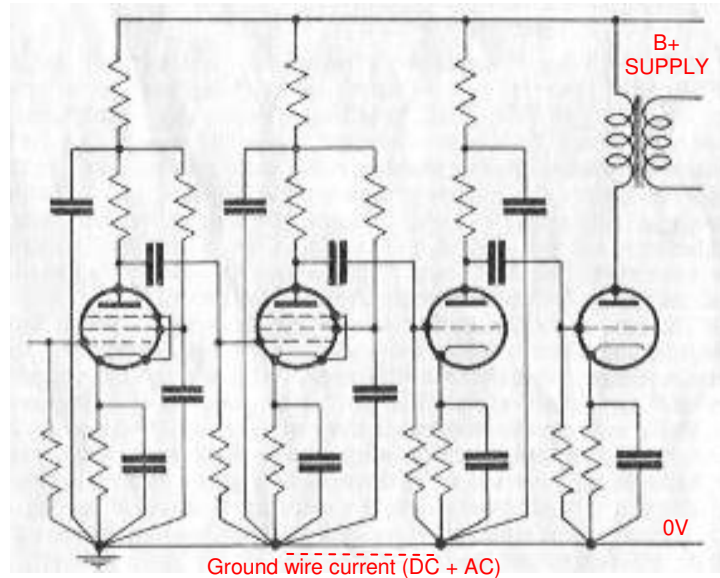 B+
SUPPLY
0V
Ground wire current (DC + AC)